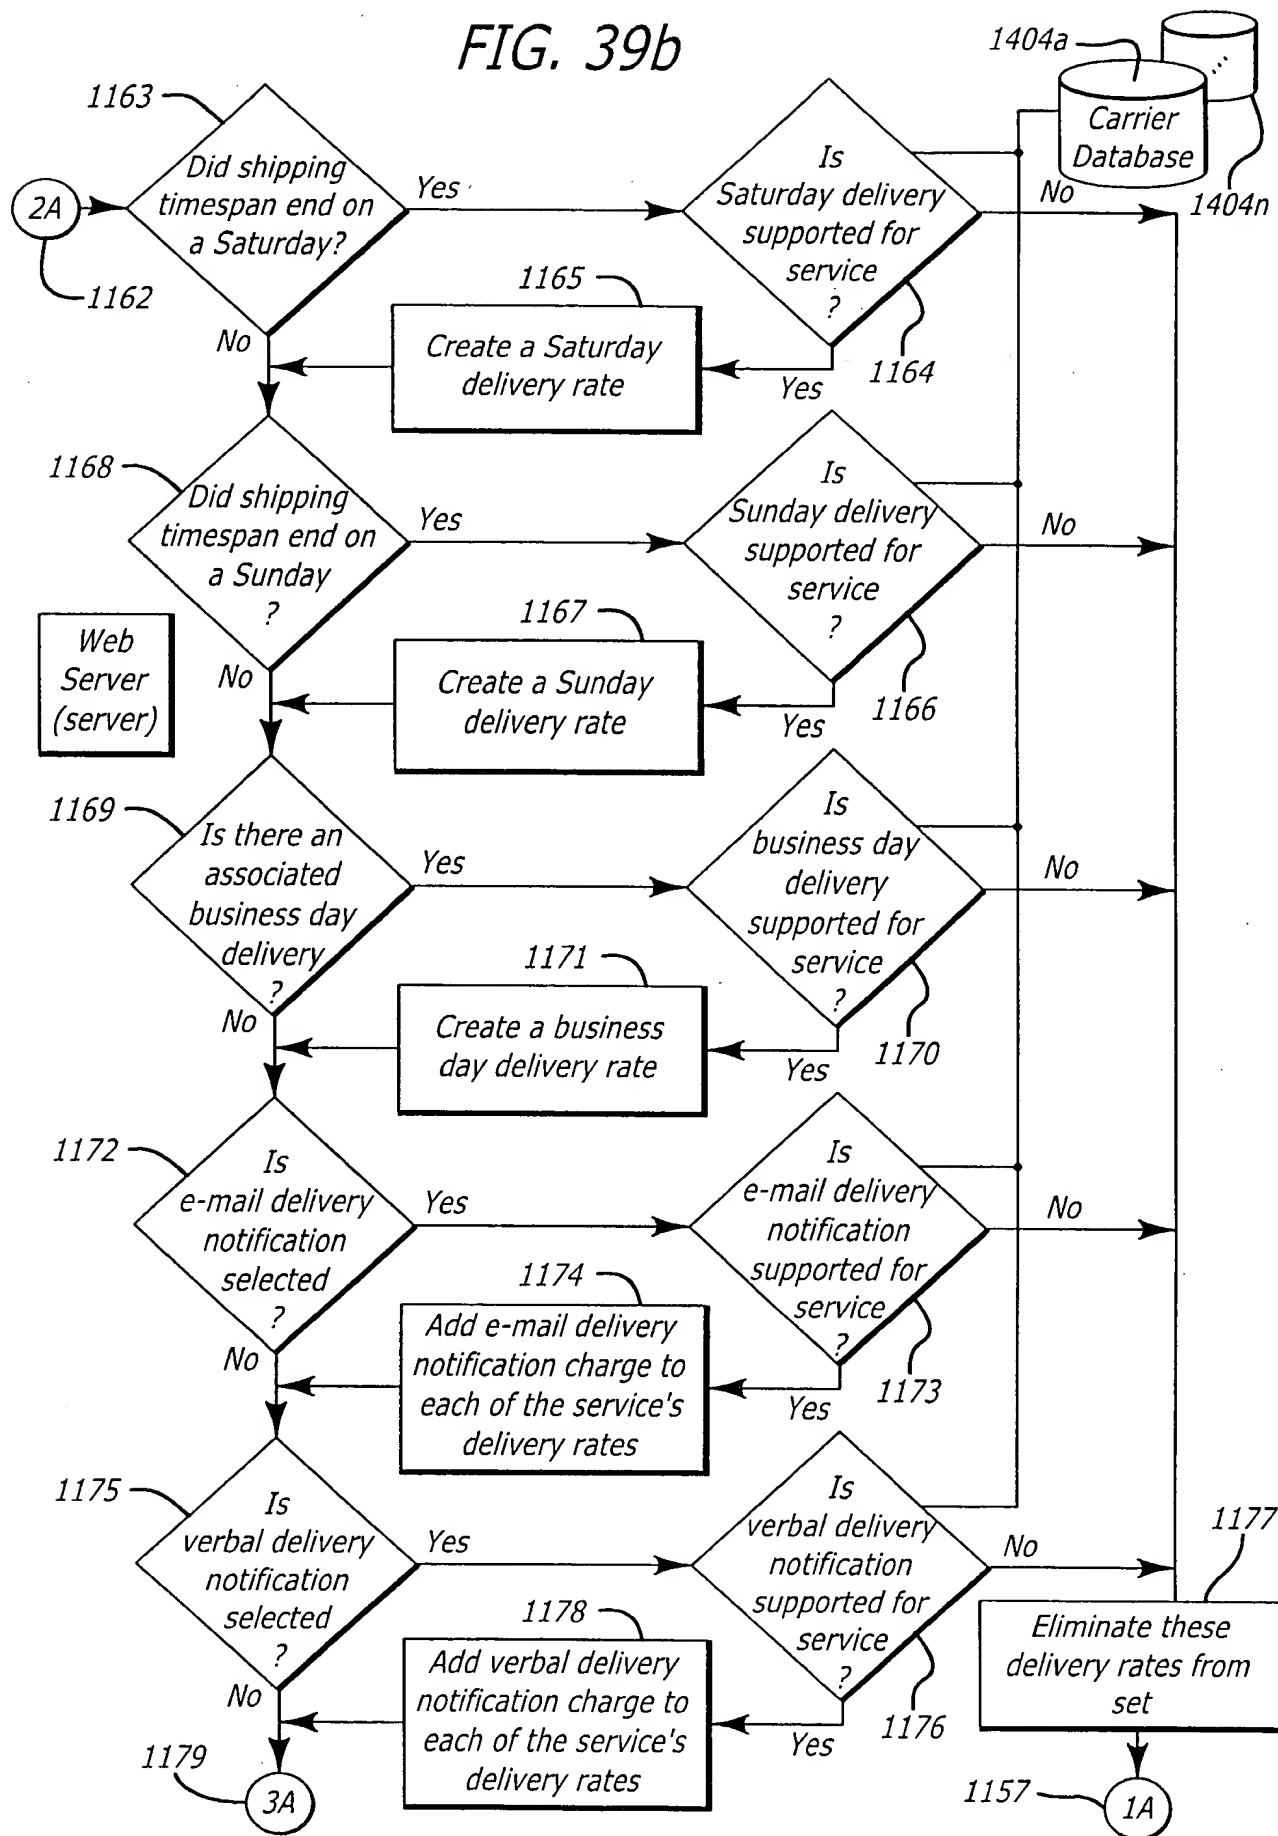 FIG. 39b
1404a
Carrier
Database
1404n
1163
Did shipping
timespan end on
a Saturday?
2A
1162
Yes
Is
Saturday delivery
supported for
service
?
No
1164
1165
Create a Saturday
delivery rate
Yes
No
1168
Did shipping
timespan end on
a Sunday
?
Yes
Is
Sunday delivery
supported for
service
?
No
1166
Web
Server
(server)
1167
Create a Sunday
delivery rate
Yes
No
1169
Is there an
associated
business day
delivery
?
Yes
Is
business day
delivery
supported for
service
?
No
1170
1171
Create a business
day delivery rate
Yes
No
1172
Is
e-mail delivery
notification
selected
?
Yes
Is
e-mail delivery
notification
supported for
service
?
No
1173
1174
Add e-mail delivery
notification charge to
each of the service's
delivery rates
Yes
No
1175
Is
verbal delivery
notification
selected
?
Yes
Is
verbal delivery
notification
supported for
service
?
No
1176
1177
Eliminate these
delivery rates from
set
1178
Add verbal delivery
notification charge to
each of the service's
delivery rates
Yes
No
1179
3A
1157
1A